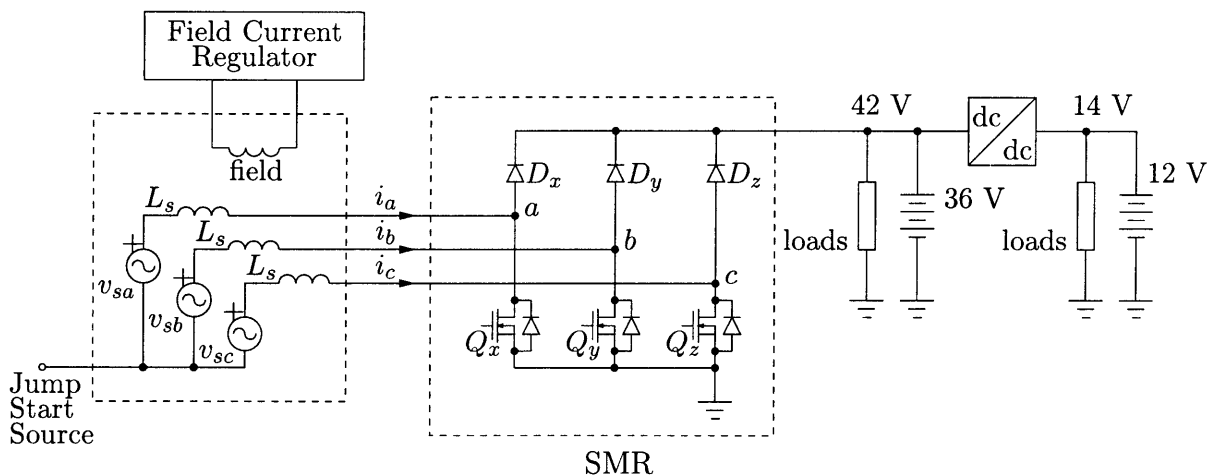 Field Current
Regulator
field
42 V
dc
dc
14 V
12 V
36 V
loads
loads
D_x
D_y
D_z
L_s
i_a
a
L_s
i_b
b
L_s
i_c
c
+
v_sa
+
v_sb
+
v_sc
Q_x
Q_y
Q_z
Jump
Start
Source
SMR